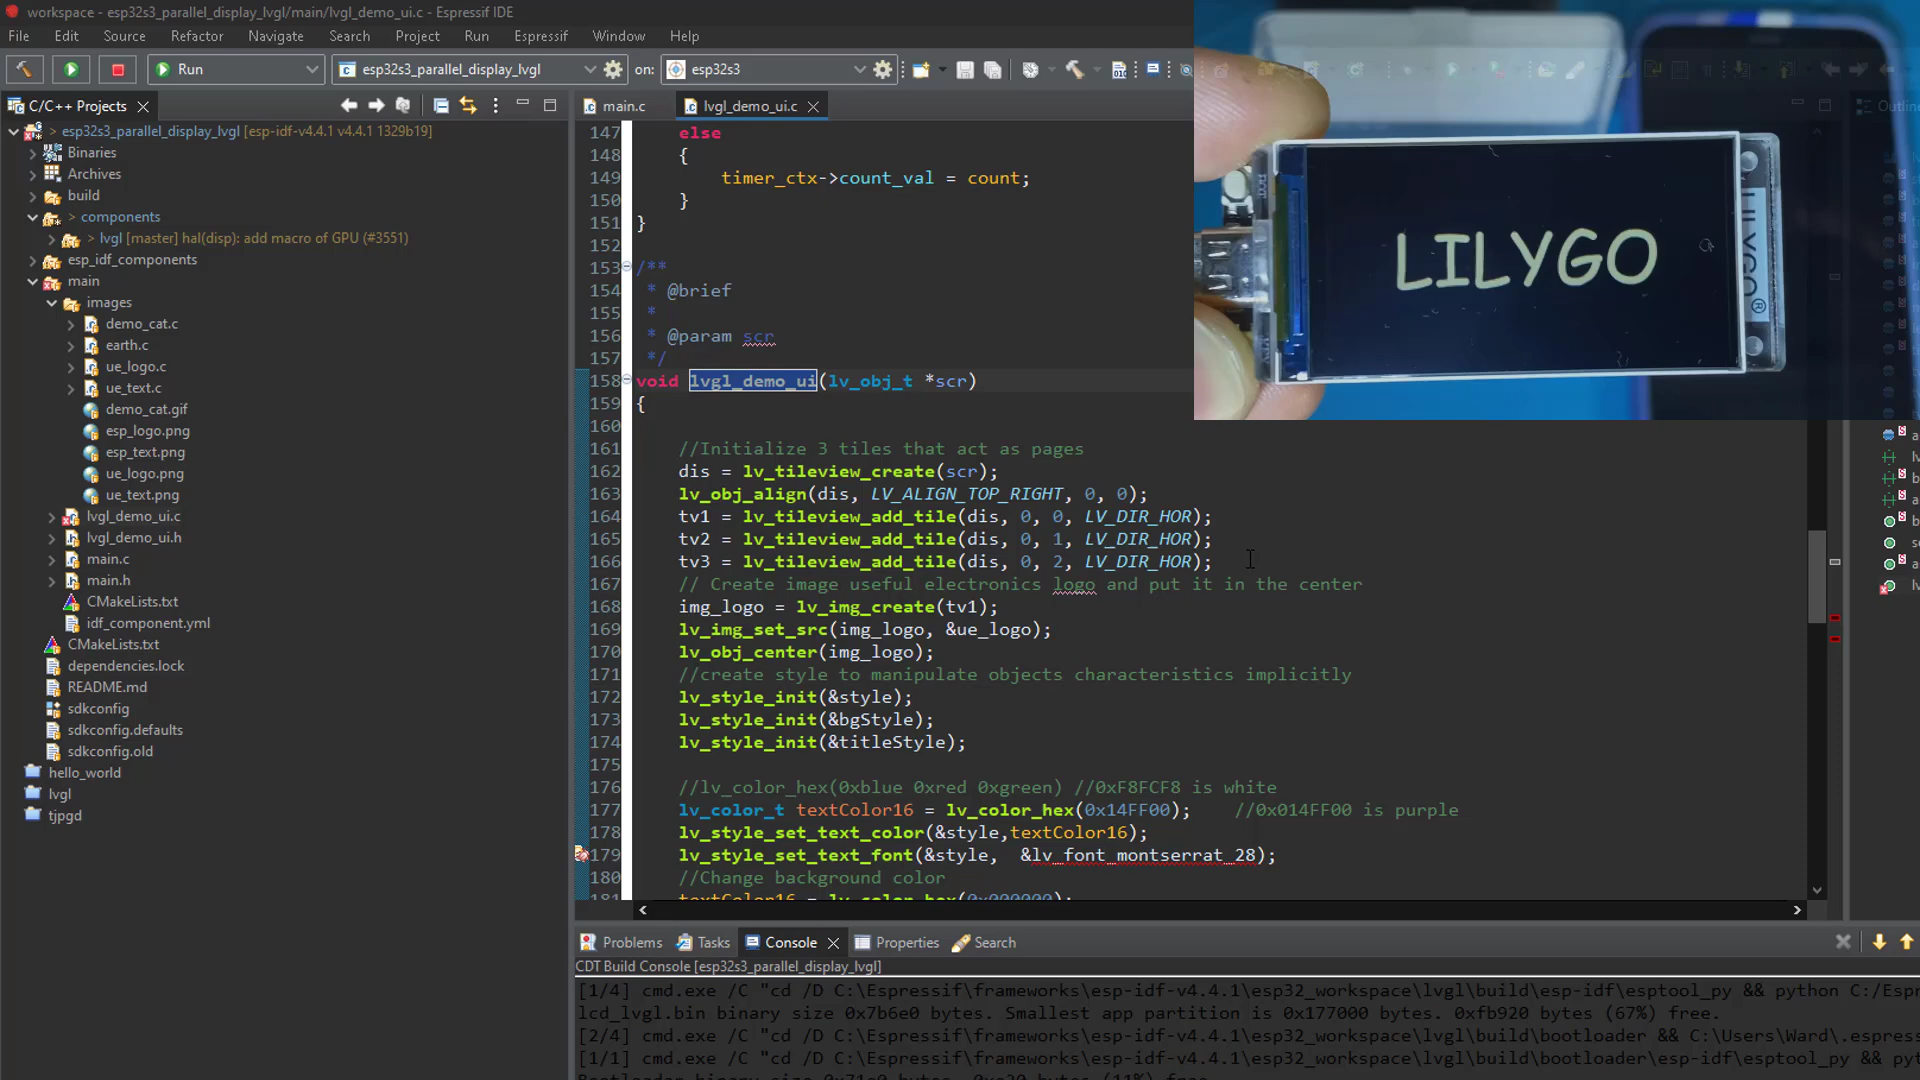 workspace - esp32s3_parallel_display_lvgl/main/lvgl_demo_ui.c - Espressif IDE
File Edit Source Refactor Navigate Search Project Run Espressif Window Help
Run esp32s3_parallel_display_lvgl on: esp32s3
C/C++ Projects
esp32s3_parallel_display_lvgl [esp-idf-v4.4.1 v4.4.1 1329b19]
Binaries
Archives
build
components
lvgl [master] hal(disp): add macro of GPU (#3551)
esp_idf_components
main
images
demo_cat.c
earth.c
ue_logo.c
ue_text.c
demo_cat.gif
esp_logo.png
esp_text.png
ue_logo.png
ue_text.png
lvgl_demo_ui.c
lvgl_demo_ui.h
main.c
main.h
CMakeLists.txt
idf_component.yml
CMakeLists.txt
dependencies.lock
README.md
sdkconfig
sdkconfig.defaults
sdkconfig.old
hello_world
lvgl
tjpgd
main.c lvgl_demo_ui.c
147 else
148 {
149 timer_ctx->count_val = count;
150 }
151 }
152
153 /**
154 * @brief
155 *
156 * @param scr
157 */
158 void lvgl_demo_ui(lv_obj_t *scr)
159 {
160
161 //Initialize 3 tiles that act as pages
162 dis = lv_tileview_create(scr);
163 lv_obj_align(dis, LV_ALIGN_TOP_RIGHT, 0, 0);
164 tv1 = lv_tileview_add_tile(dis, 0, 0, LV_DIR_HOR);
165 tv2 = lv_tileview_add_tile(dis, 0, 1, LV_DIR_HOR);
166 tv3 = lv_tileview_add_tile(dis, 0, 2, LV_DIR_HOR);
167 // Create image useful electronics logo and put it in the center
168 img_logo = lv_img_create(tv1);
169 lv_img_set_src(img_logo, &ue_logo);
170 lv_obj_center(img_logo);
171 //create style to manipulate objects characteristics implicitly
172 lv_style_init(&style);
173 lv_style_init(&bgStyle);
174 lv_style_init(&titleStyle);
175
176 //lv_color_hex(0xblue 0xred 0xgreen) //0xF8FCF8 is white
177 lv_color_t textColor16 = lv_color_hex(0x14FF00); //0x014FF00 is purple
178 lv_style_set_text_color(&style,textColor16);
179 lv_style_set_text_font(&style, &lv_font_montserrat_28);
180 //Change background color
181 textColor16 = lv_color_hex(0x000000);
LILYGO
LILYGO®
Outlin
Problems Tasks Console Properties Search
CDT Build Console [esp32s3_parallel_display_lvgl]
[1/4] cmd.exe /C "cd /D C:\Espressif\frameworks\esp-idf-v4.4.1\esp32_workspace\lvgl\build\esp-idf\esptool_py && python C:/Espr
lcd_lvgl.bin binary size 0x7b6e0 bytes. Smallest app partition is 0x177000 bytes. 0xfb920 bytes (67%) free.
[2/4] cmd.exe /C "cd /D C:\Espressif\frameworks\esp-idf-v4.4.1\esp32_workspace\lvgl\build\bootloader && C:\Users\Ward\.espress
[1/1] cmd.exe /C "cd /D C:\Espressif\frameworks\esp-idf-v4.4.1\esp32_workspace\lvgl\build\bootloader\esp-idf\esptool_py && pyt